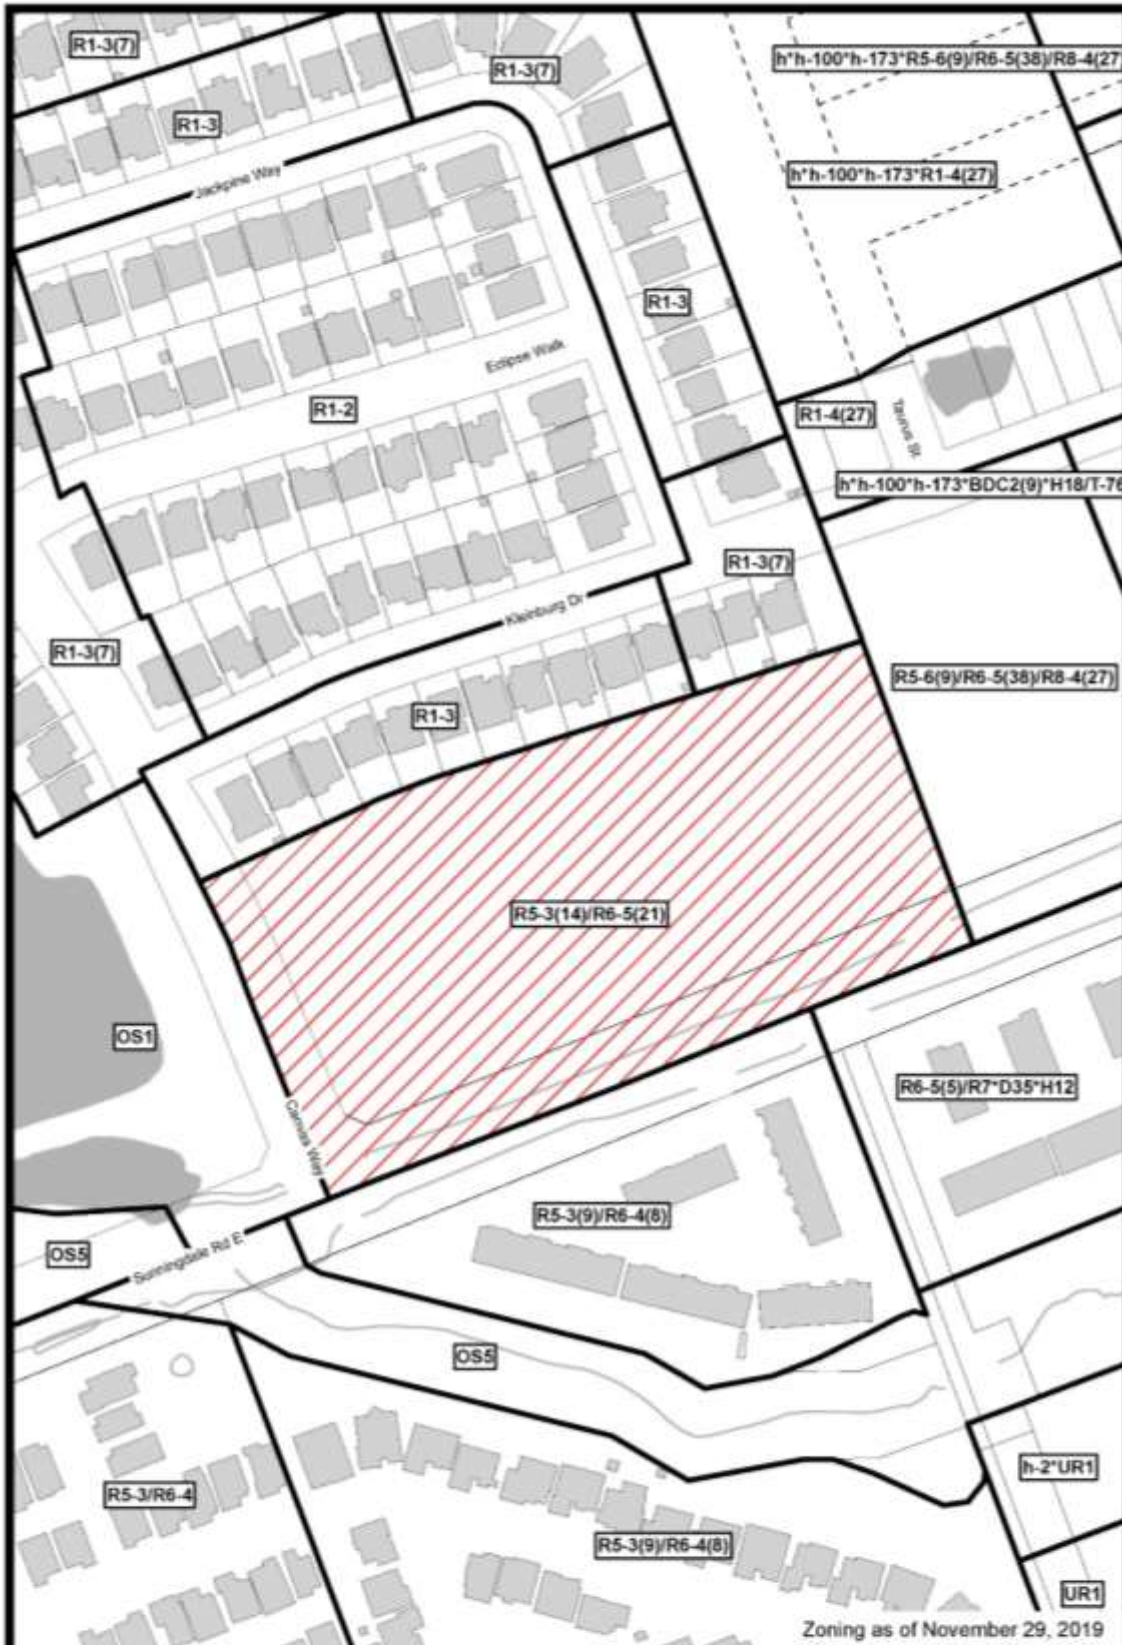 R1-3(7)
R1-3(7)
h*h-100*h-173*R5-6(9)/R6-5(38)/R8-4(27)
R1-3
Jackpine Way
h*h-100*h-173*R1-4(27)
R1-3
Eclipse Walk
R1-2
R1-4(27)
Taurus St
h*h-100*h-173*BDC2(9)*H18/T-76
R1-3(7)
Kleinburg Dr
R1-3(7)
R5-6(9)/R6-5(38)/R8-4(27)
R1-3
R5-3(14)/R6-5(21)
OS1
R6-5(5)/R7*D35*H12
Canvas Way
R5-3(9)/R6-4(8)
OS5
Sunningdale Rd E
OS5
h-2*UR1
R5-3/R6-4
R5-3(9)/R6-4(8)
UR1
Zoning as of November 29, 2019